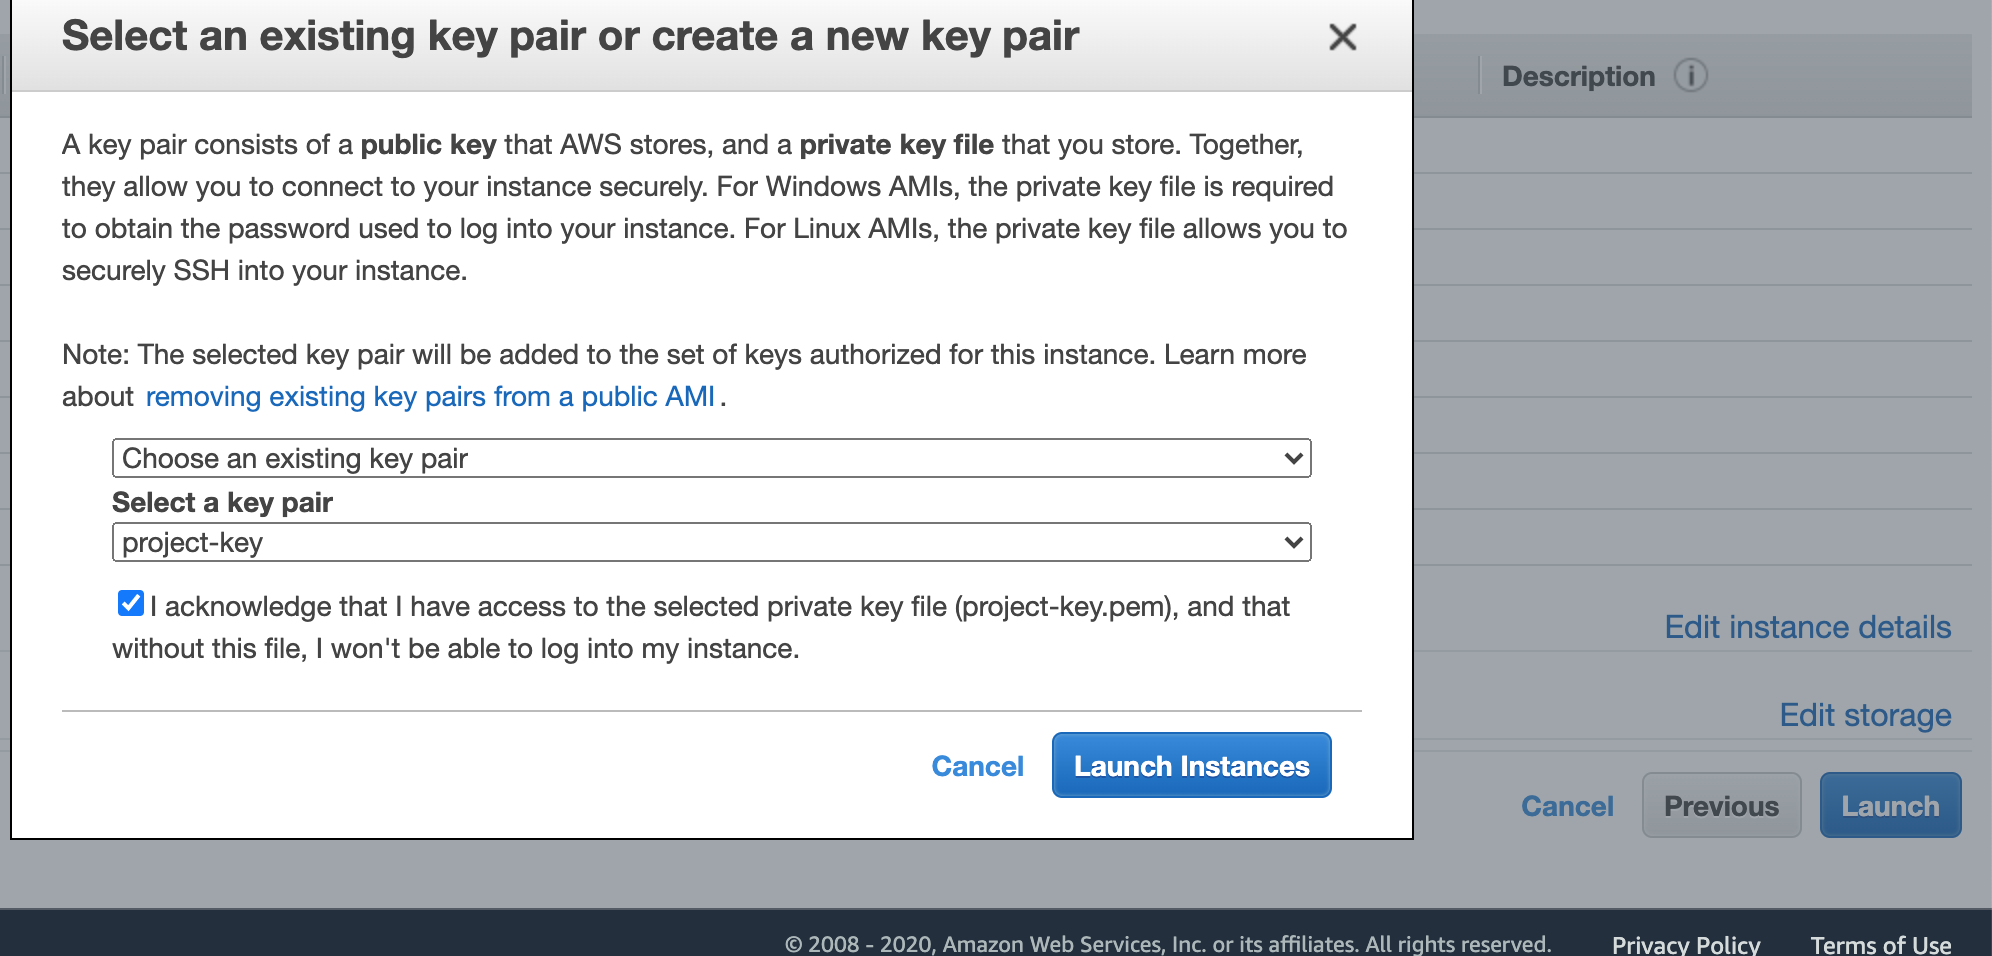 Select an existing key pair or create a new key pair
Description
A key pair consists of a public key that AWS stores, and a private key file that you store. Together,
they allow you to connect to your instance securely. For Windows AMIs, the private key file is required
to obtain the password used to log into your instance. For Linux AMIs, the private key file allows you to
securely SSH into your instance.
Note: The selected key pair will be added to the set of keys authorized for this instance. Learn more
about removing existing key pairs from a public AMI.
Choose an existing key pair
Select a key pair
project-key
I acknowledge that I have access to the selected private key file (project-key.pem), and that
without this file, I won't be able to log into my instance.
Edit instance details
Edit storage
Cancel Launch Instances
Cancel Previous Launch
© 2008 - 2020, Amazon Web Services, Inc. or its affiliates. All rights reserved. Privacy Policy Terms of Use